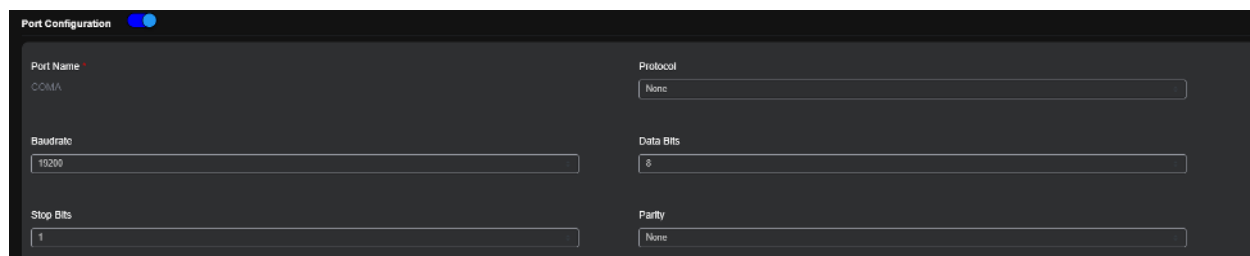 Port Configuration
Port Name *
COMA
Protocol
None
Baudrate
19200
Data Bits
8
Stop Bits
1
Parity
None